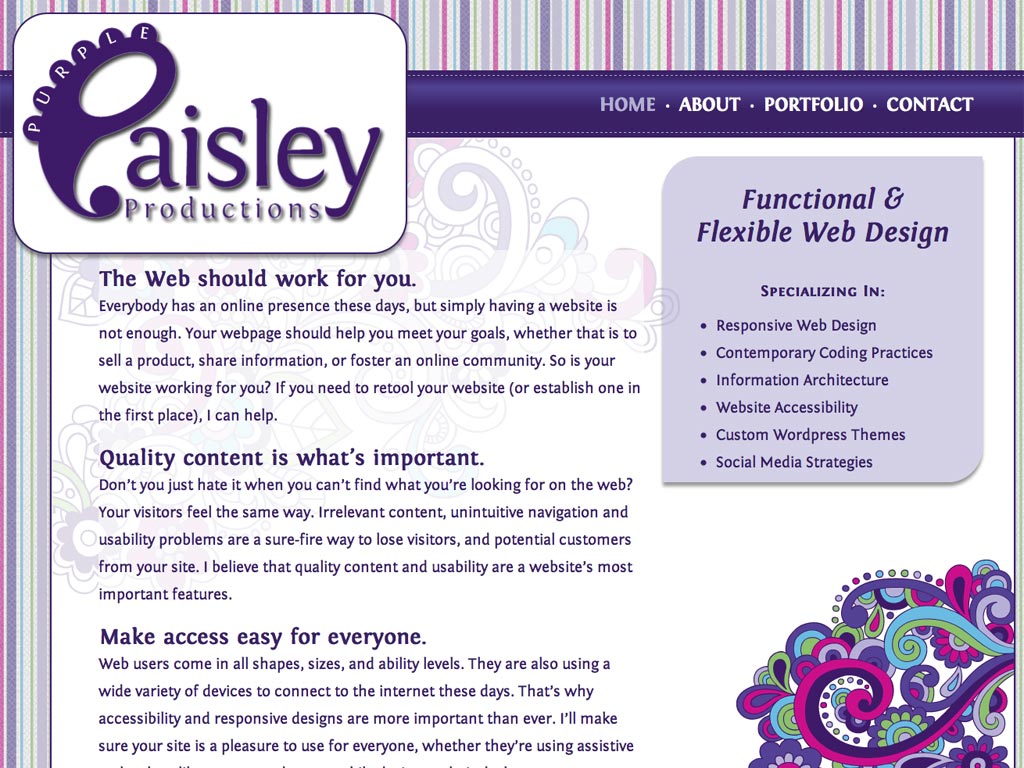 PURPLE
Paisley
Productions
HOME · ABOUT · PORTFOLIO · CONTACT
The Web should work for you.
Everybody has an online presence these days, but simply having a website is
not enough. Your webpage should help you meet your goals, whether that is to
sell a product, share information, or foster an online community. So is your
website working for you? If you need to retool your website (or establish one in
the first place), I can help.
Quality content is what’s important.
Don’t you just hate it when you can’t find what you’re looking for on the web?
Your visitors feel the same way. Irrelevant content, unintuitive navigation and
usability problems are a sure-fire way to lose visitors, and potential customers
from your site. I believe that quality content and usability are a website’s most
important features.
Make access easy for everyone.
Web users come in all shapes, sizes, and ability levels. They are also using a
wide variety of devices to connect to the internet these days. That’s why
accessibility and responsive designs are more important than ever. I’ll make
sure your site is a pleasure to use for everyone, whether they’re using assistive
Functional &
Flexible Web Design
Specializing In:
• Responsive Web Design
• Contemporary Coding Practices
• Information Architecture
• Website Accessibility
• Custom Wordpress Themes
• Social Media Strategies